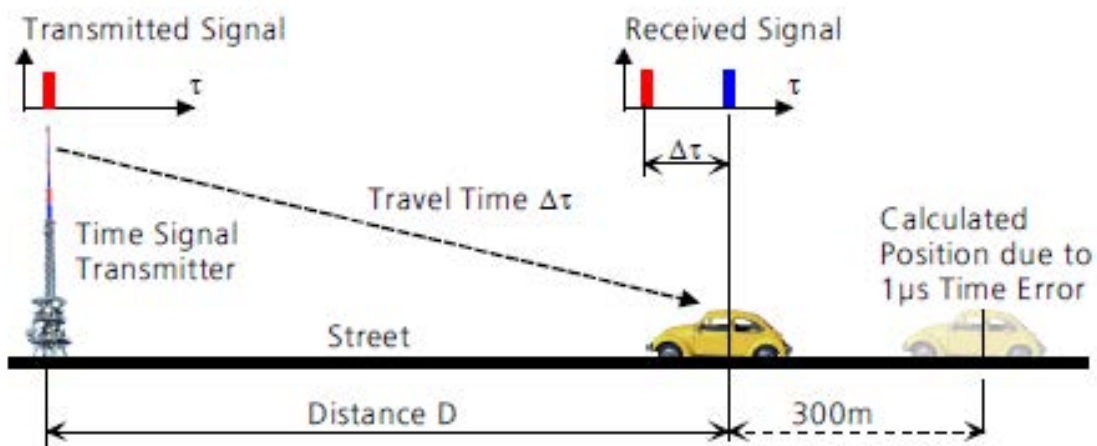 Transmitted Signal
Received Signal
τ
τ
Δτ
Travel Time Δτ
Time Signal
Transmitter
Calculated
Position due to
1µs Time Error
Street
Distance D
300m